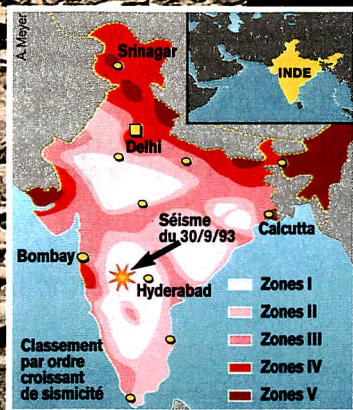 A. Meyer
Srinagar
INDE
Delhi
Séisme
du 30/9/93
Calcutta
Bombay
Hyderabad
Classement
par ordre
croissant
de sismicité
Zones I
Zones II
Zones III
Zones IV
Zones V